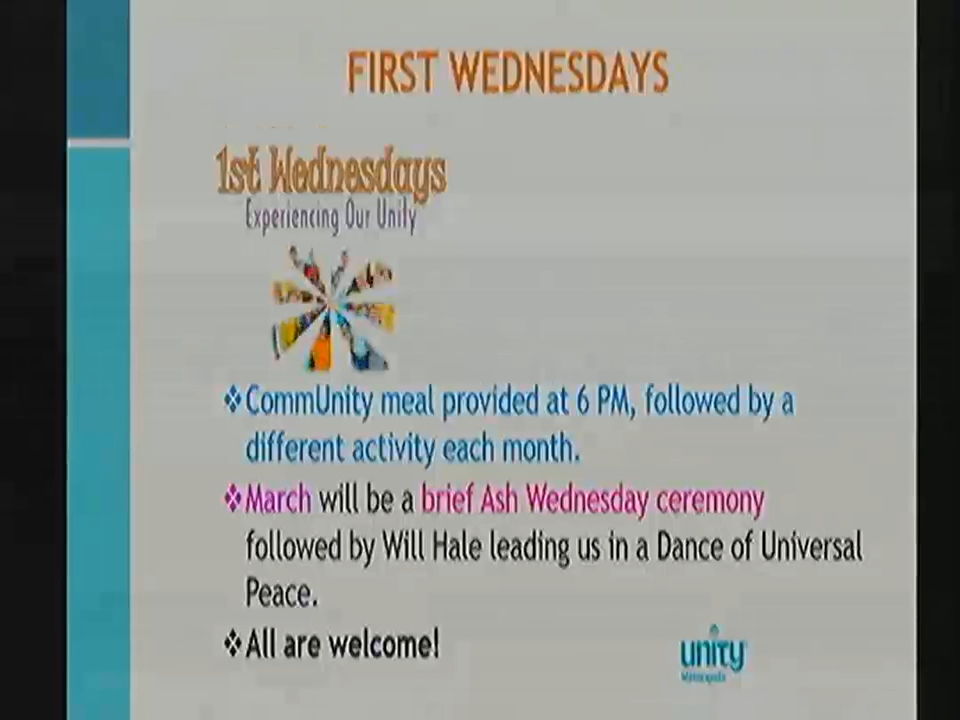 FIRST WEDNESDAYS
1st Wednesdays
Experiencing Our Unity
❖CommUnity meal provided at 6 PM, followed by a
different activity each month.
❖March will be a brief Ash Wednesday ceremony
followed by Will Hale leading us in a Dance of Universal
Peace.
❖All are welcome!
unity